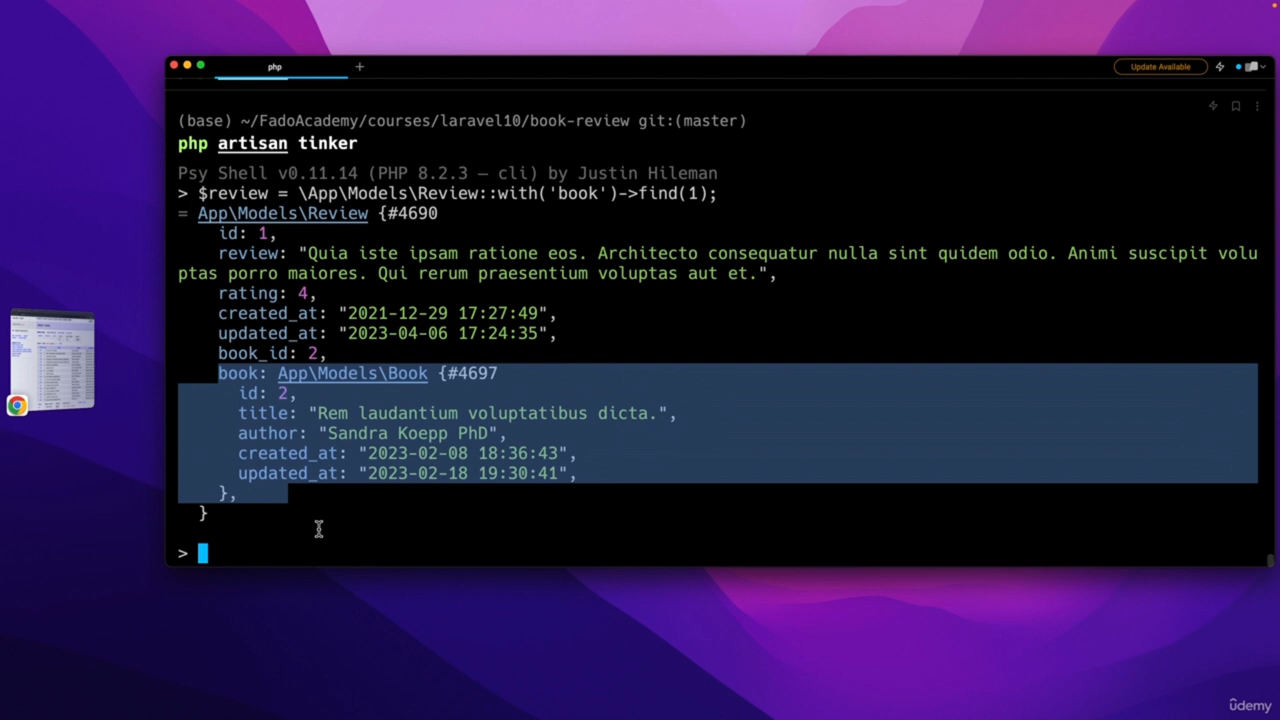 php
+
Update Available
(base) ~/FadoAcademy/courses/laravel10/book-review git:(master)
php artisan tinker
Psy Shell v0.11.14 (PHP 8.2.3 — cli) by Justin Hileman
> $review = \App\Models\Review::with('book')->find(1);
= App\Models\Review {#4690
id: 1,
review: "Quia iste ipsam ratione eos. Architecto consequatur nulla sint quidem odio. Animi suscipit volu
ptas porro maiores. Qui rerum praesentium voluptas aut et.",
rating: 4,
created_at: "2021-12-29 17:27:49",
updated_at: "2023-04-06 17:24:35",
book_id: 2,
book: App\Models\Book {#4697
id: 2,
title: "Rem laudantium voluptatibus dicta.",
author: "Sandra Koepp PhD",
created_at: "2023-02-08 18:36:43",
updated_at: "2023-02-18 19:30:41",
},
}
>
ûdemy